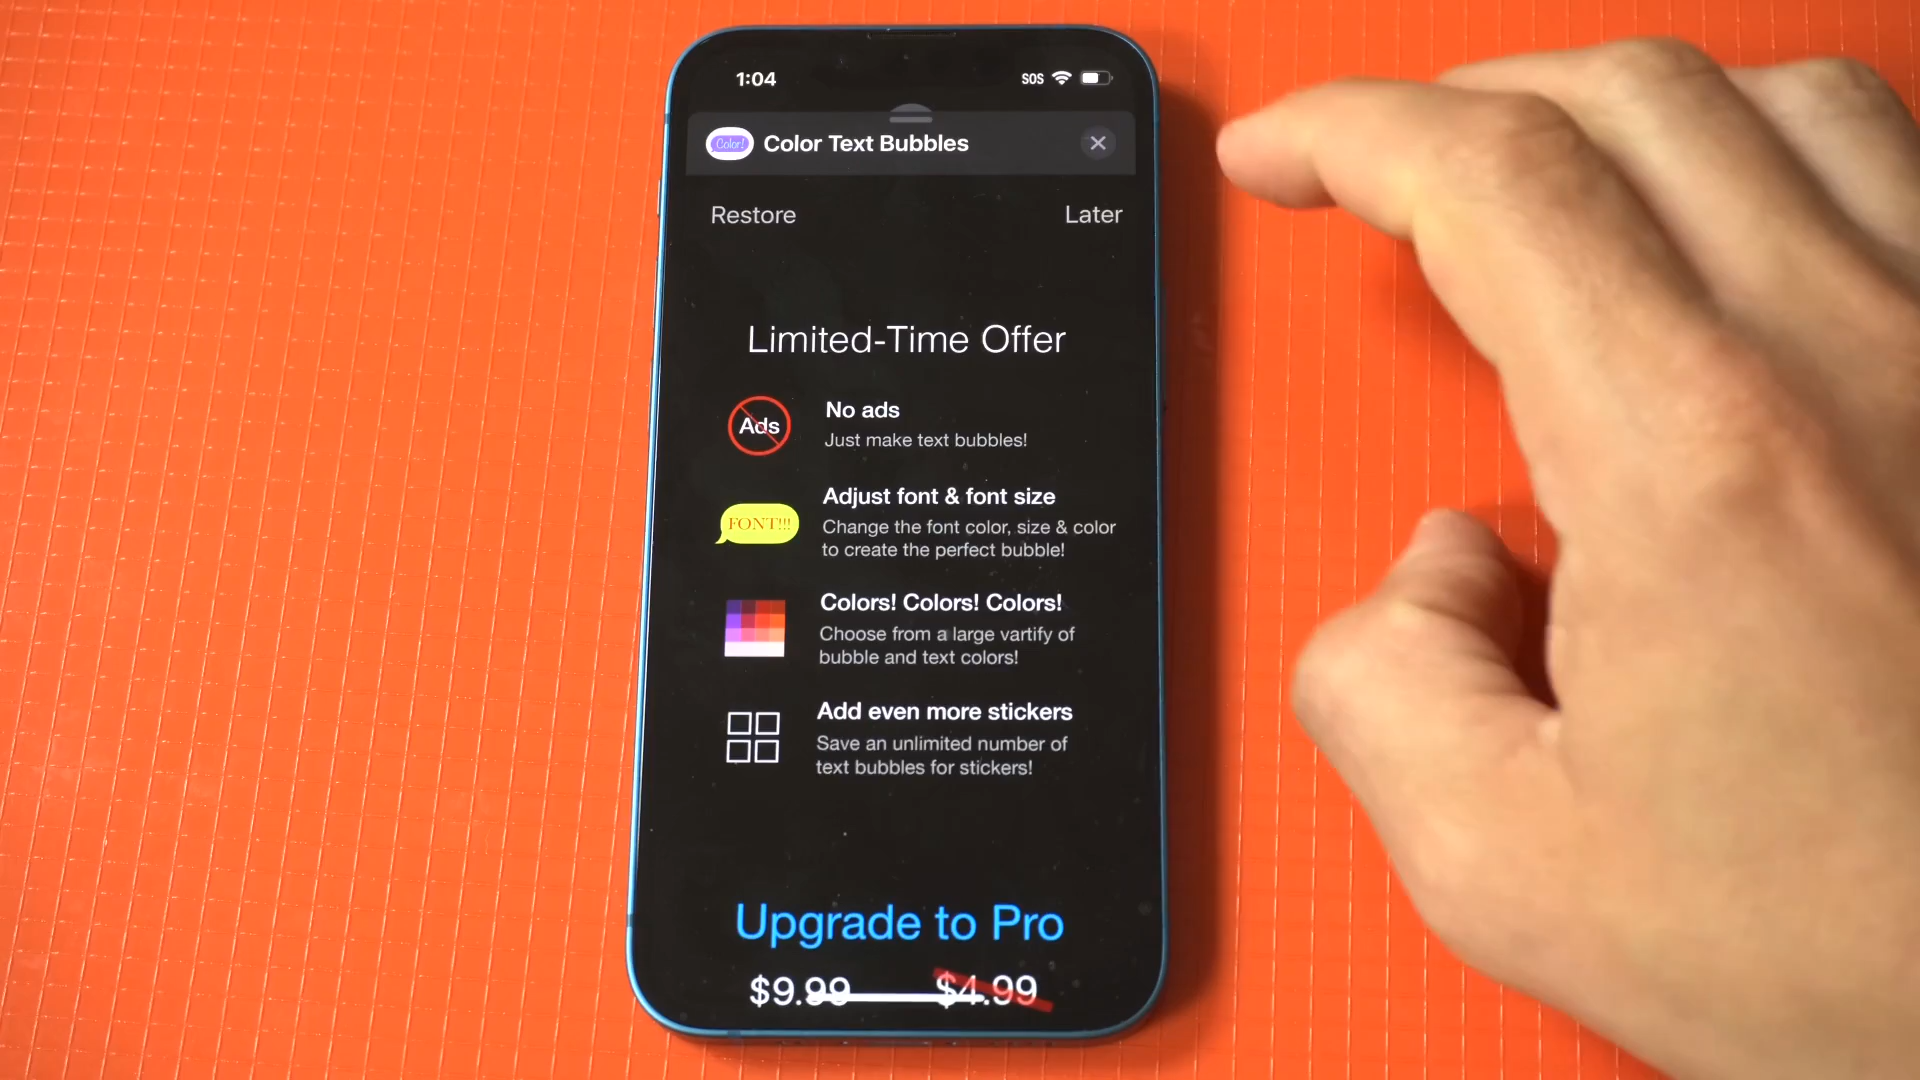 1:04
SOS
Color! Color Text Bubbles
Restore
Later
Limited-Time Offer
Ads
No ads
Just make text bubbles!
FONT!!!
Adjust font & font size
Change the font color, size & color
to create the perfect bubble!
Colors! Colors! Colors!
Choose from a large vartify of
bubble and text colors!
Add even more stickers
Save an unlimited number of
text bubbles for stickers!
Upgrade to Pro
$9.99 $4.99